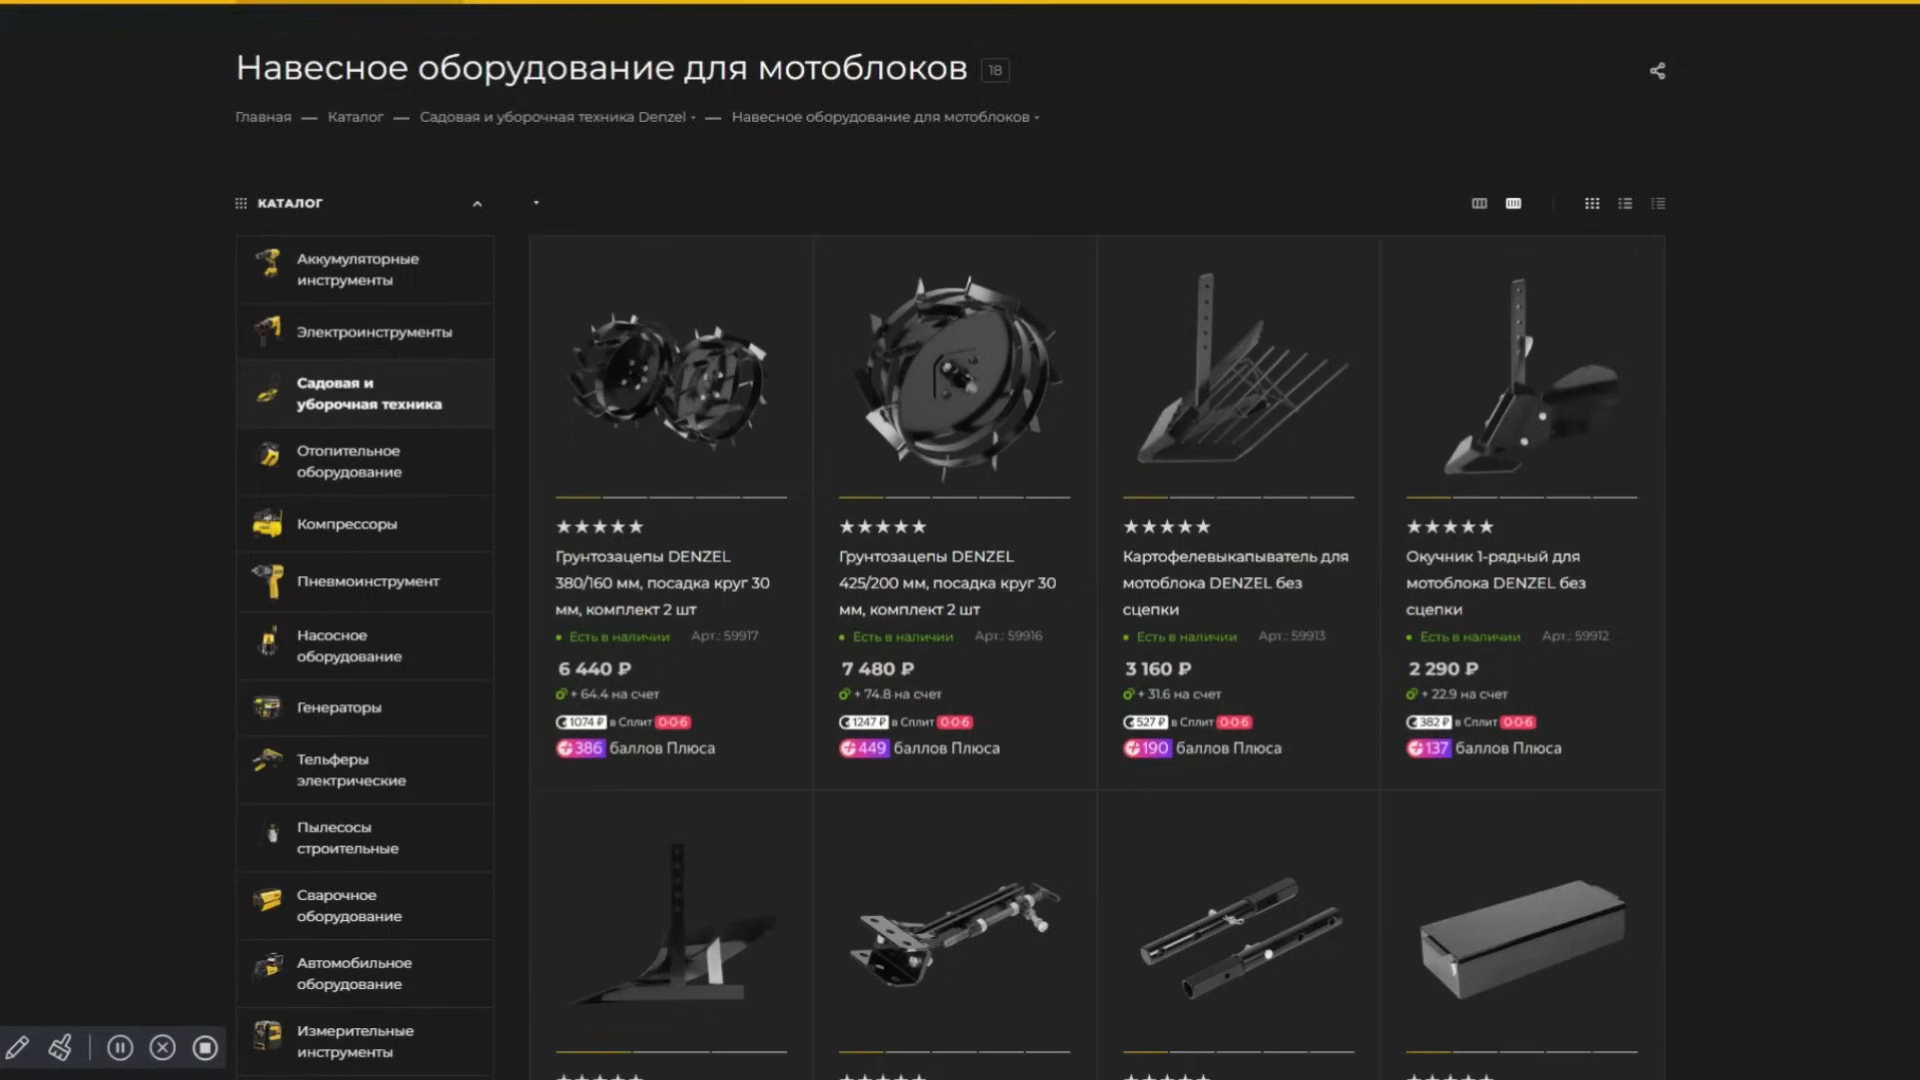 Навесное оборудование для мотоблоков 18
Главная — Каталог — Садовая и уборочная техника Denzel — Навесное оборудование для мотоблоков
КАТАЛОГ
Аккумуляторные
инструменты
Электроинструменты
Садовая и
уборочная техника
Отопительное
оборудование
Компрессоры
Пневмоинструмент
Насосное
оборудование
Генераторы
Тельферы
электрические
Пылесосы
строительные
Сварочное
оборудование
Автомобильное
оборудование
Измерительные
инструменты
Грунтозацепы DENZEL
380/160 мм, посадка круг 30
мм, комплект 2 шт
Есть в наличии Арт.: 59917
6 440 ₽
+ 64.4 на счет
1074 ₽ в Сплит 0-0-6
386 баллов Плюса
Грунтозацепы DENZEL
425/200 мм, посадка круг 30
мм, комплект 2 шт
Есть в наличии Арт.: 59916
7 480 ₽
+ 74.8 на счет
1247 ₽ в Сплит 0-0-6
449 баллов Плюса
Картофелевыкапыватель для
мотоблока DENZEL без
сцепки
Есть в наличии Арт.: 59913
3 160 ₽
+ 31.6 на счет
527 ₽ в Сплит 0-0-6
190 баллов Плюса
Окучник 1-рядный для
мотоблока DENZEL без
сцепки
Есть в наличии Арт.: 59912
2 290 ₽
+ 22.9 на счет
382 ₽ в Сплит 0-0-6
137 баллов Плюса